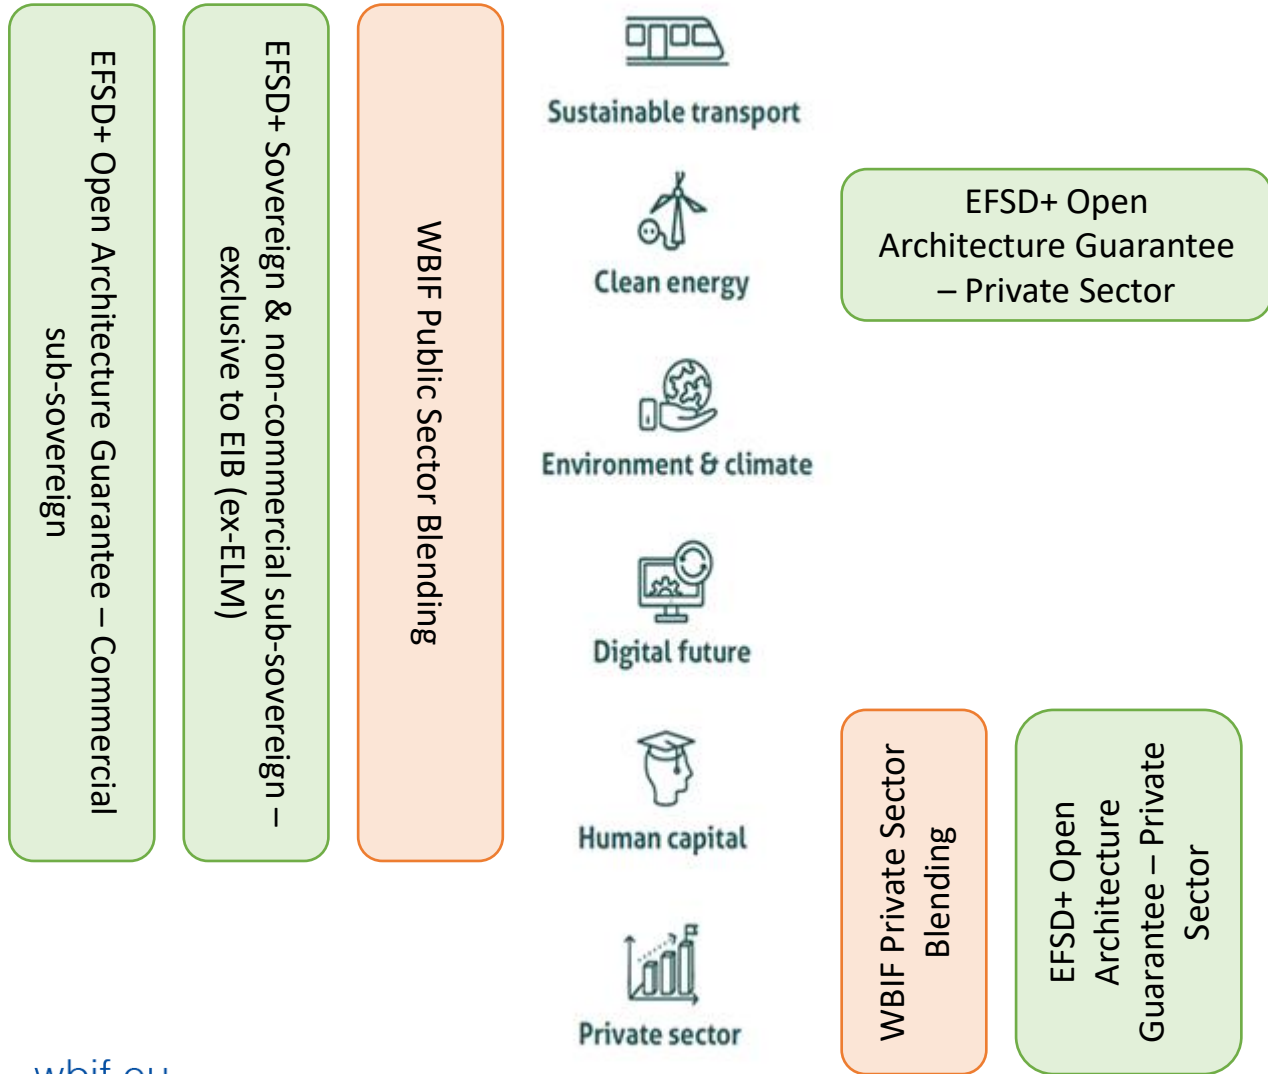 EFSD+ Open Architecture Guarantee – Commercial
sub-sovereign
EFSD+ Sovereign & non-commercial sub-sovereign –
exclusive to EIB (ex-ELM)
WBIF Public Sector Blending
Sustainable transport
Clean energy
Environment & climate
Digital future
Human capital
Private sector
EFSD+ Open
Architecture Guarantee
– Private Sector
WBIF Private Sector
Blending
EFSD+ Open
Architecture
Guarantee – Private
Sector
wbif.eu